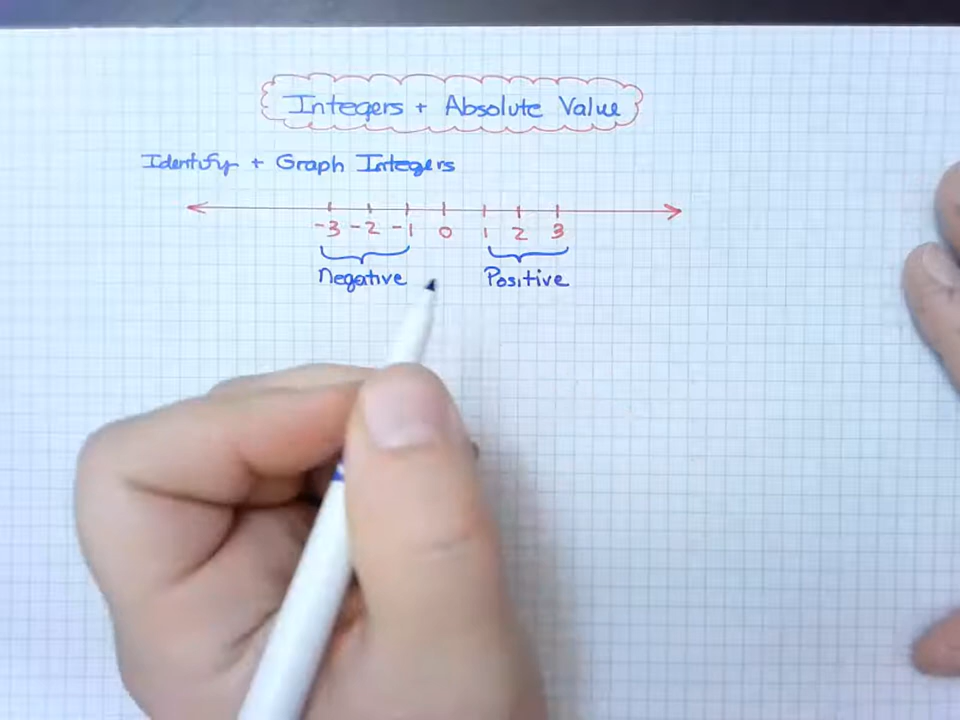 Integers + Absolute Value
Identify + Graph Integers
-3 -2 -1 0 1 2 3
Negative Positive